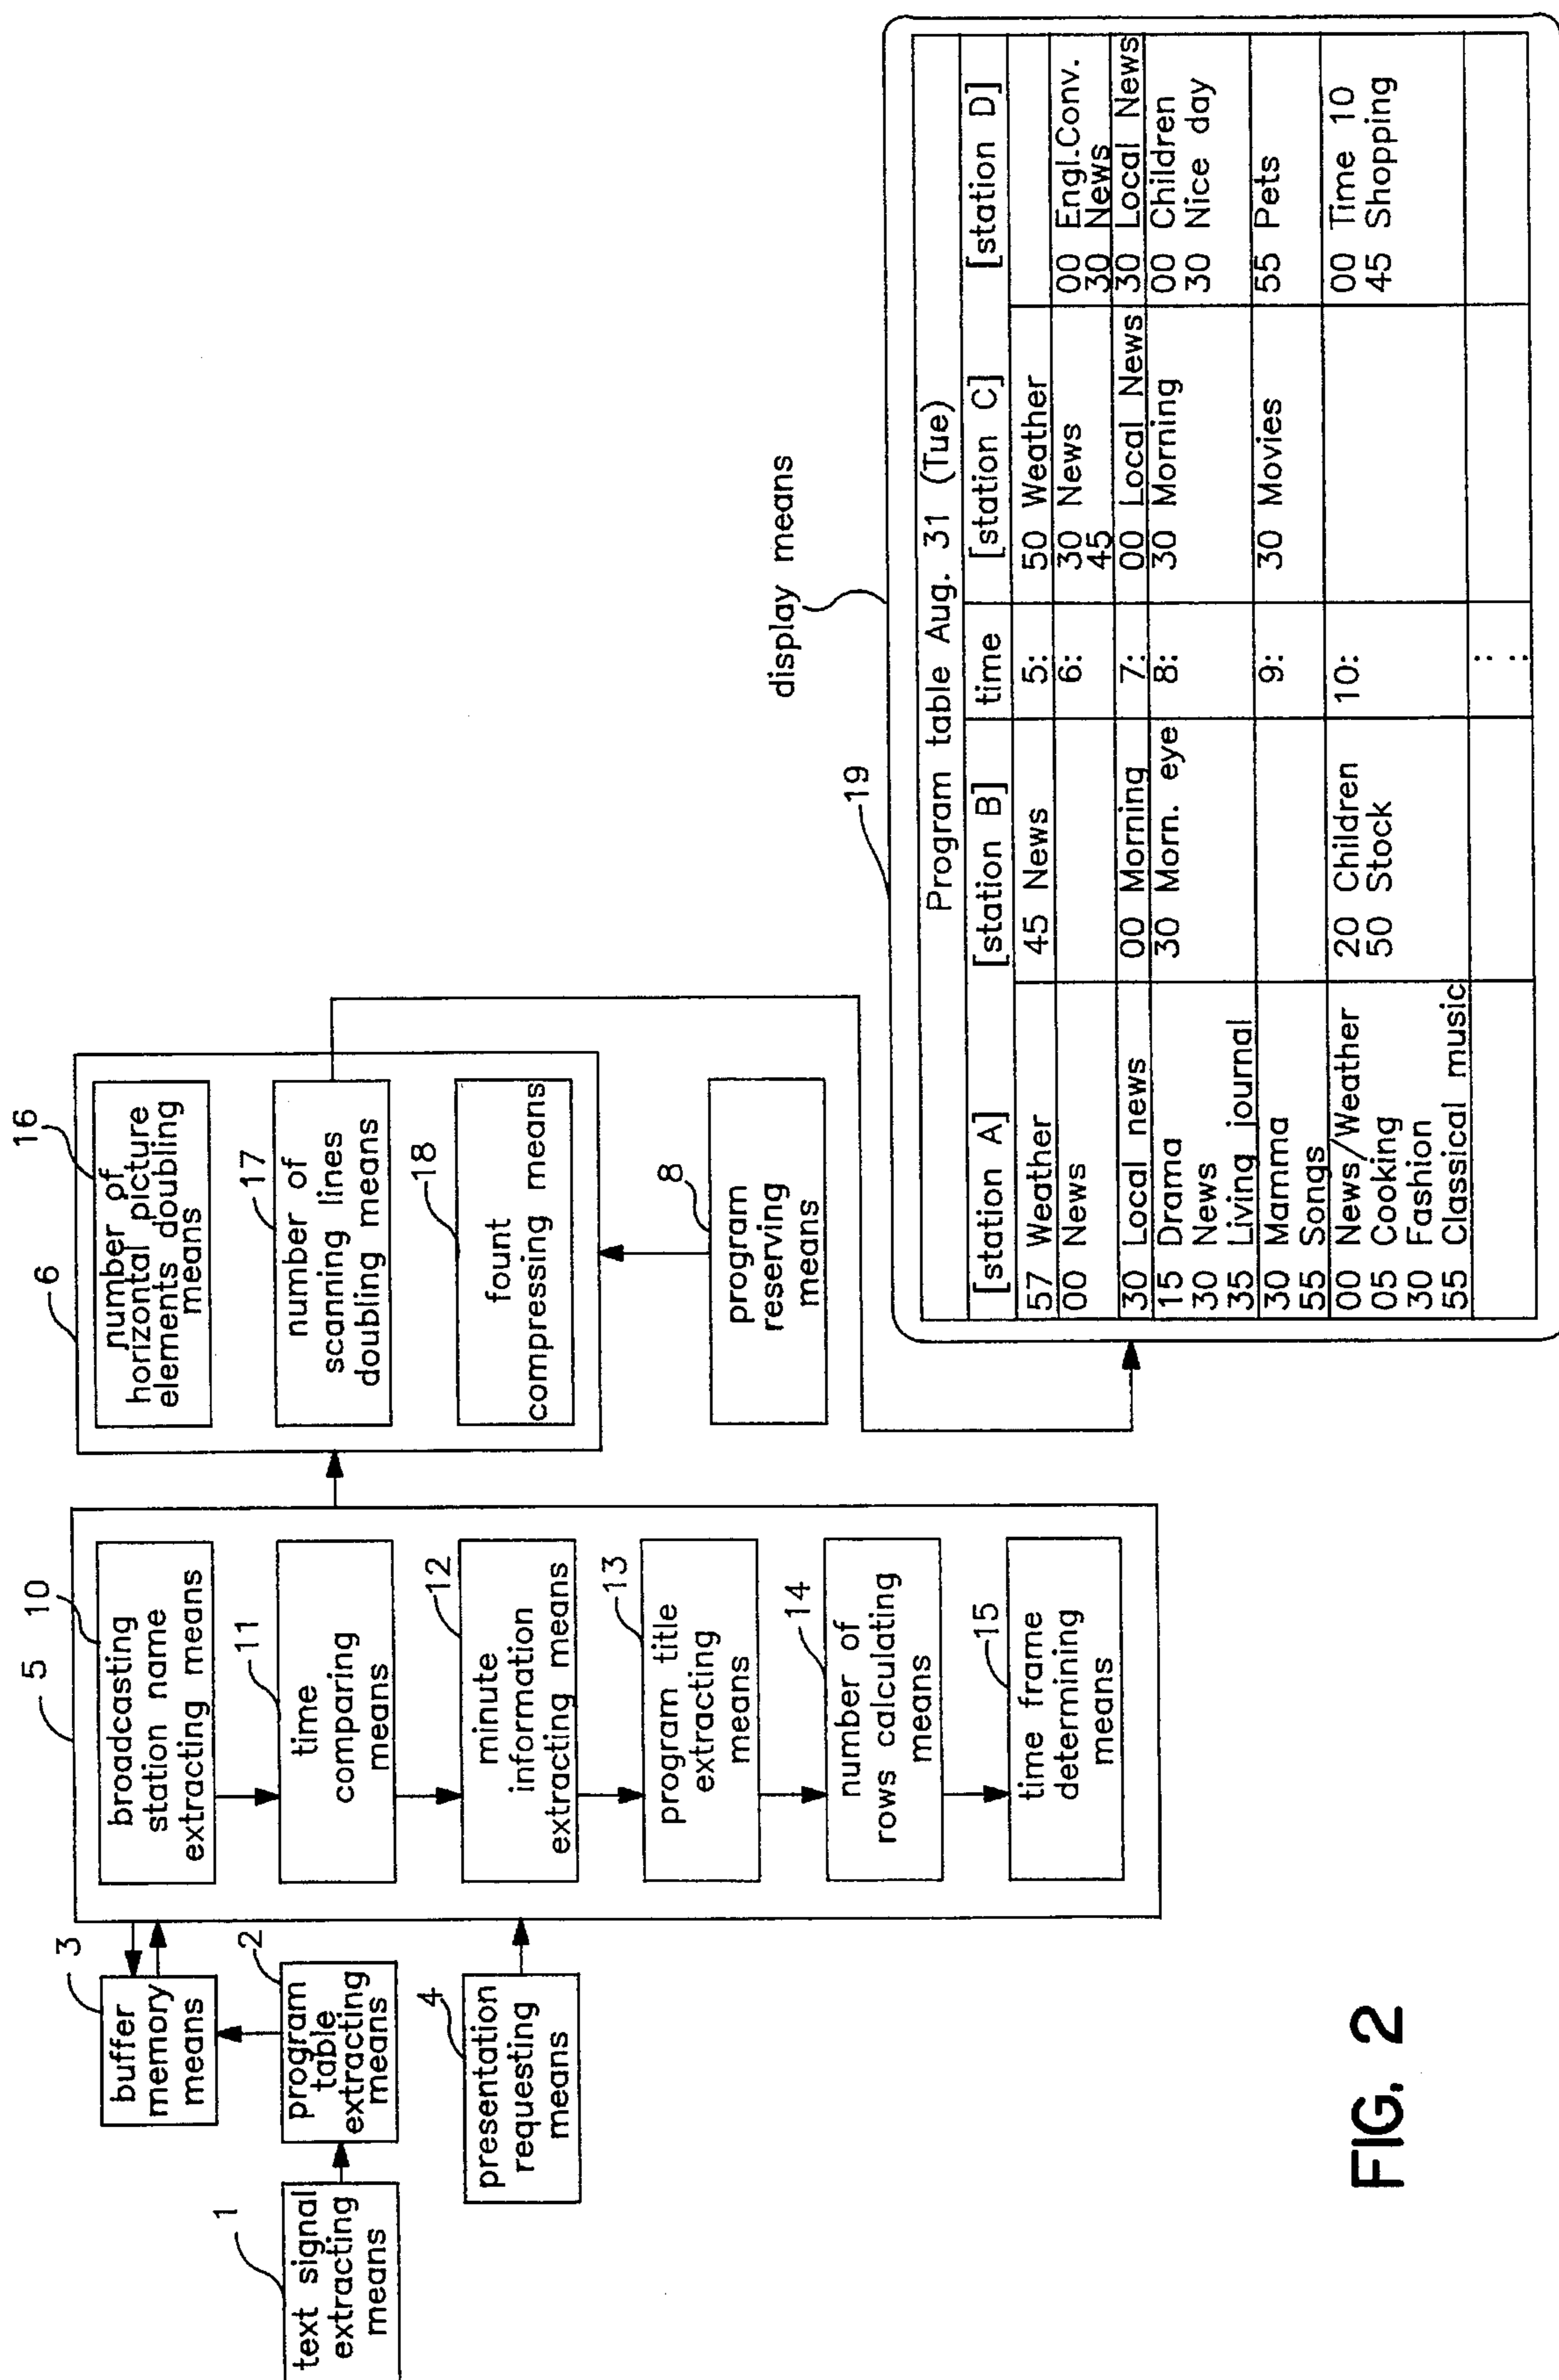 1
text signal
extracting
means
2
program
table
extracting
means
3
buffer
memory
means
4
presentation
requesting
means
5
10
broadcasting
station name
extracting means
11
time
comparing
means
12
minute
information
extracting means
13
program title
extracting
means
14
number of
rows calculating
means
15
time frame
determining
means
6
16
number of
horizontal picture
elements doubling
means
17
number of
scanning lines
doubling means
18
fount
compressing means
8
program
reserving
means
19
display means
Program table Aug. 31 (Tue)
[station A] [station B] time [station C] [station D]
57 Weather 45 News 5: 50 Weather
00 News 6: 30 News 00 Engl.Conv.
45 30 News
30 Local news 00 Morning 7: 00 Local News 30 Local News
15 Drama 30 Morn. eye 8: 30 Morning 00 Children
30 News 30 Nice day
35 Living journal
30 Mamma 9: 30 Movies 55 Pets
55 Songs
00 News/Weather 20 Children 10: 00 Time 10
05 Cooking 50 Stock 45 Shopping
30 Fashion
55 Classical music
:
:
FIG. 2